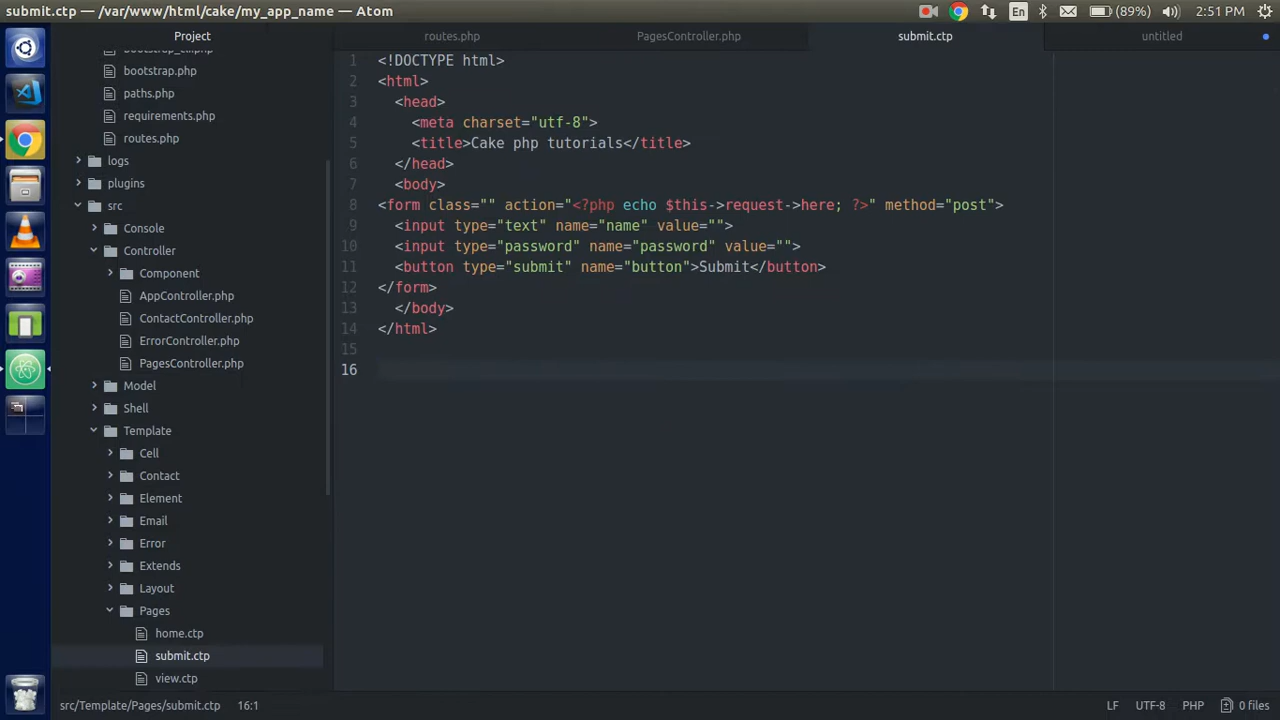 submit.ctp — /var/www/html/cake/my_app_name — Atom
En
(89%)
2:51 PM
Project
routes.php
PagesController.php
submit.ctp
untitled
bootstrap_cli.php
bootstrap.php
paths.php
requirements.php
routes.php
logs
plugins
src
Console
Controller
Component
AppController.php
ContactController.php
ErrorController.php
PagesController.php
Model
Shell
Template
Cell
Contact
Element
Email
Error
Extends
Layout
Pages
home.ctp
submit.ctp
view.ctp
1 <!DOCTYPE html>
2 <html>
3 <head>
4 <meta charset="utf-8">
5 <title>Cake php tutorials</title>
6 </head>
7 <body>
8 <form class="" action="<?php echo $this->request->here; ?>" method="post">
9 <input type="text" name="name" value="">
10 <input type="password" name="password" value="">
11 <button type="submit" name="button">Submit</button>
12 </form>
13 </body>
14 </html>
15
16
src/Template/Pages/submit.ctp 16:1
LF UTF-8 PHP 0 files